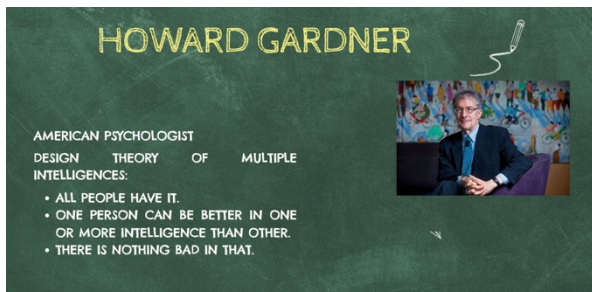 HOWARD GARDNER
AMERICAN PSYCHOLOGIST
DESIGN THEORY OF MULTIPLE
INTELLIGENCES:
• ALL PEOPLE HAVE IT.
• ONE PERSON CAN BE BETTER IN ONE
OR MORE INTELLIGENCE THAN OTHER.
• THERE IS NOTHING BAD IN THAT.